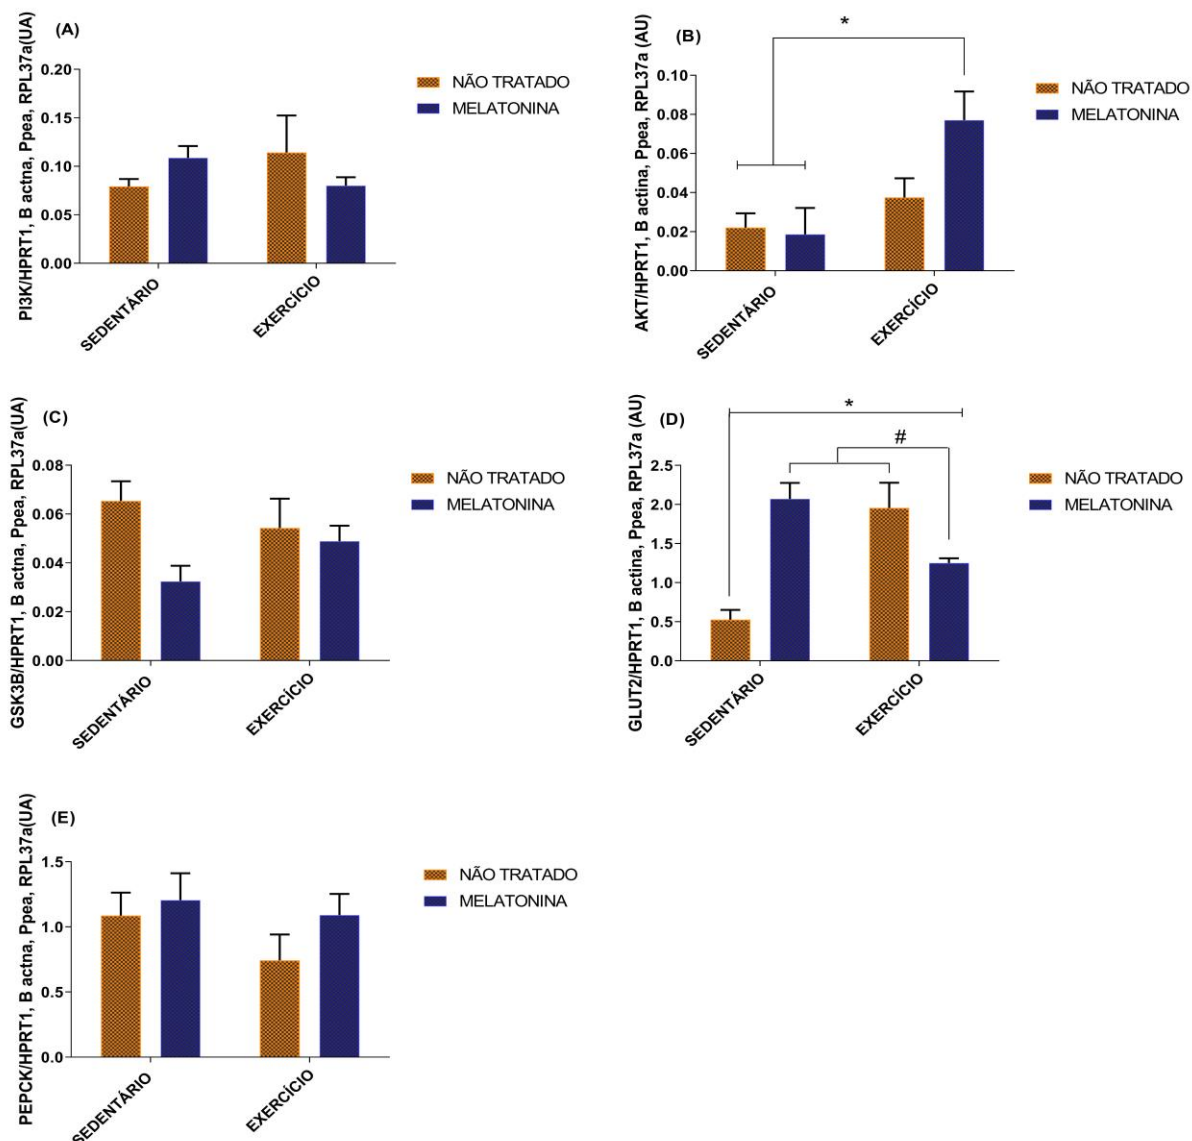 (A)
PI3K/HPRT1, B actna, Ppea, RPL37a(UA)
0.20
0.15
0.10
0.05
0.00
SEDENTÁRIO
EXERCÍCIO
NÃO TRATADO
MELATONINA
(B)
*
AKT/HPRT1, B actina, Ppea, RPL37a (AU)
0.10
0.08
0.06
0.04
0.02
0.00
SEDENTÁRIO
EXERCÍCIO
NÃO TRATADO
MELATONINA
(C)
GSK3B/HPRT1, B actna, Ppea, RPL37a(UA)
0.08
0.06
0.04
0.02
0.00
SEDENTÁRIO
EXERCÍCIO
NÃO TRATADO
MELATONINA
(D)
*
#
GLUT2/HPRT1, B actina, Ppea, RPL37a (AU)
2.5
2.0
1.5
1.0
0.5
0.0
SEDENTÁRIO
EXERCÍCIO
NÃO TRATADO
MELATONINA
(E)
PEPCK/HPRT1, B actna, Ppea, RPL37a(UA)
1.5
1.0
0.5
0.0
SEDENTÁRIO
EXERCÍCIO
NÃO TRATADO
MELATONINA